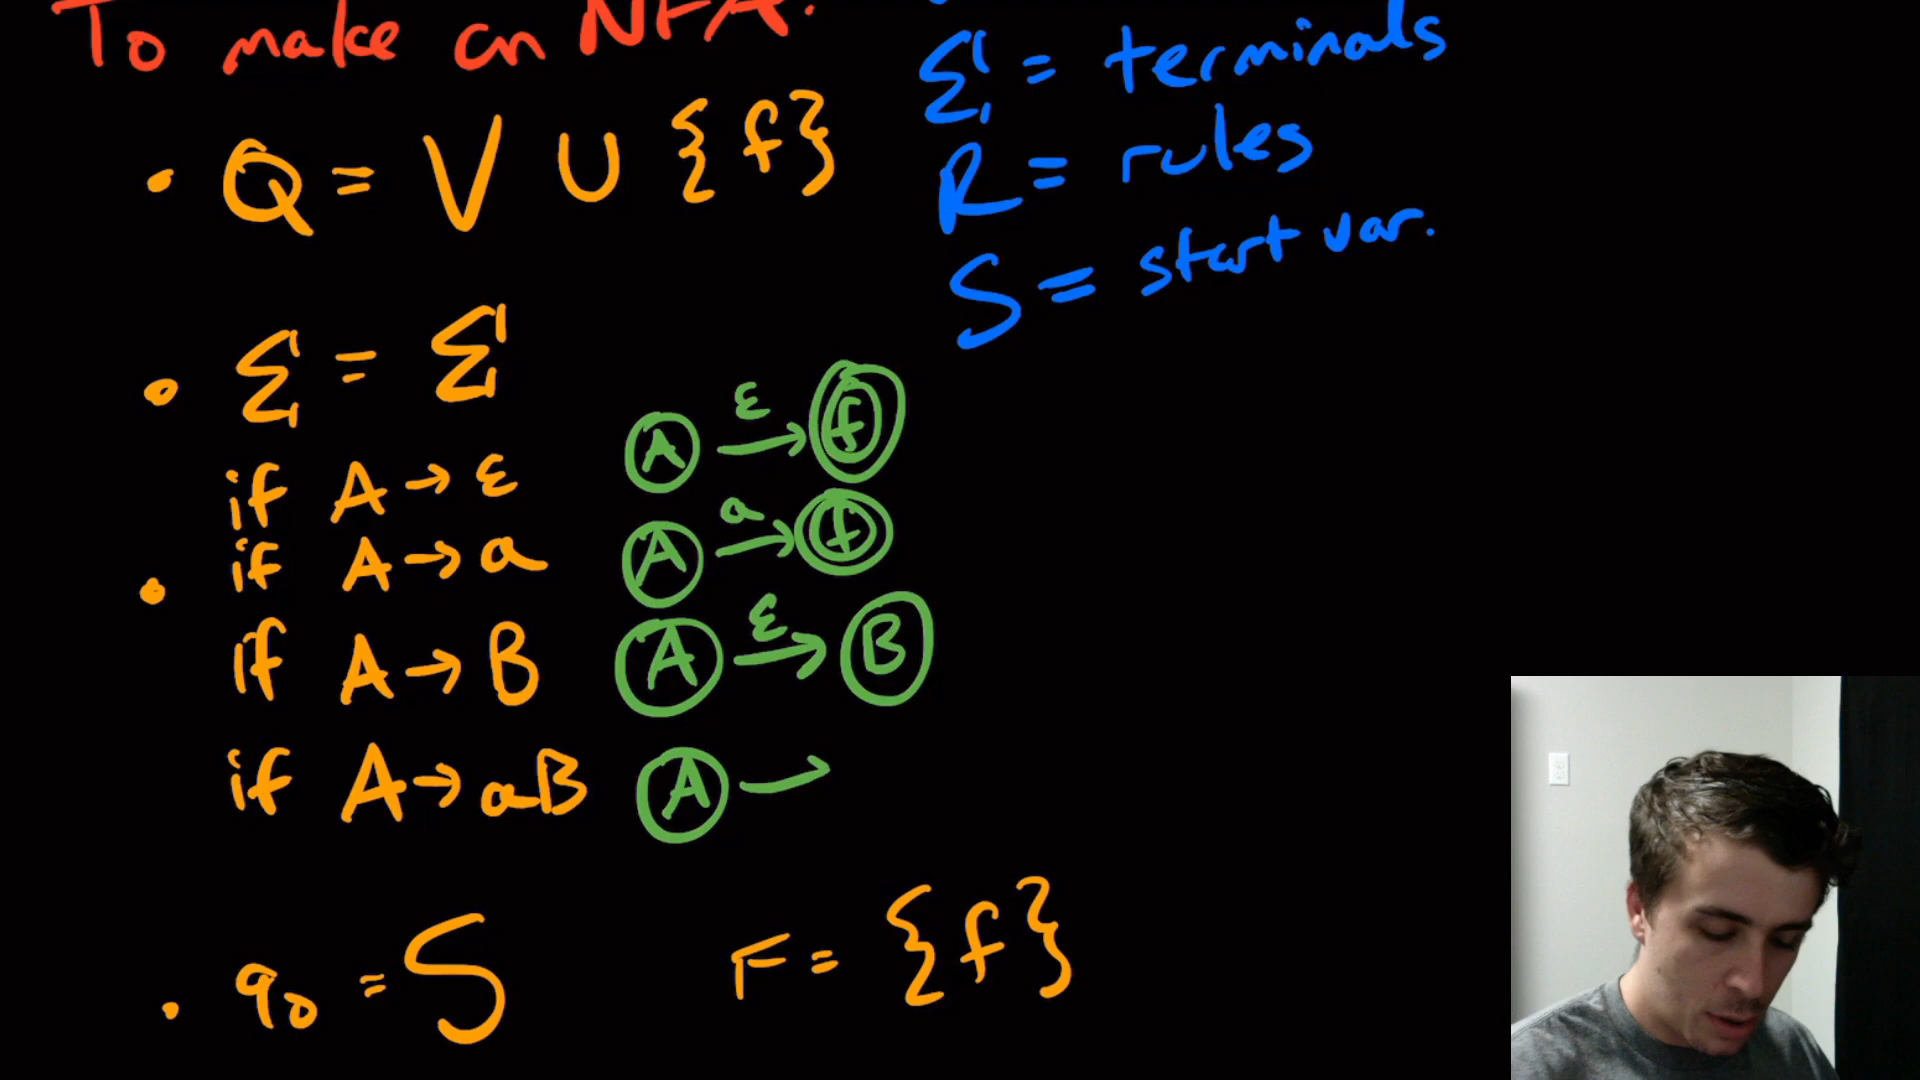 To make an NFA:
Q = V ∪ {f}
Σ = Σ
if A → ε
if A → a
if A → B
if A → aB
q0 = S
F = {f}
Σ = terminals
R = rules
S = start var.
A ε→ f
A a→ f
A ε→ B
A →